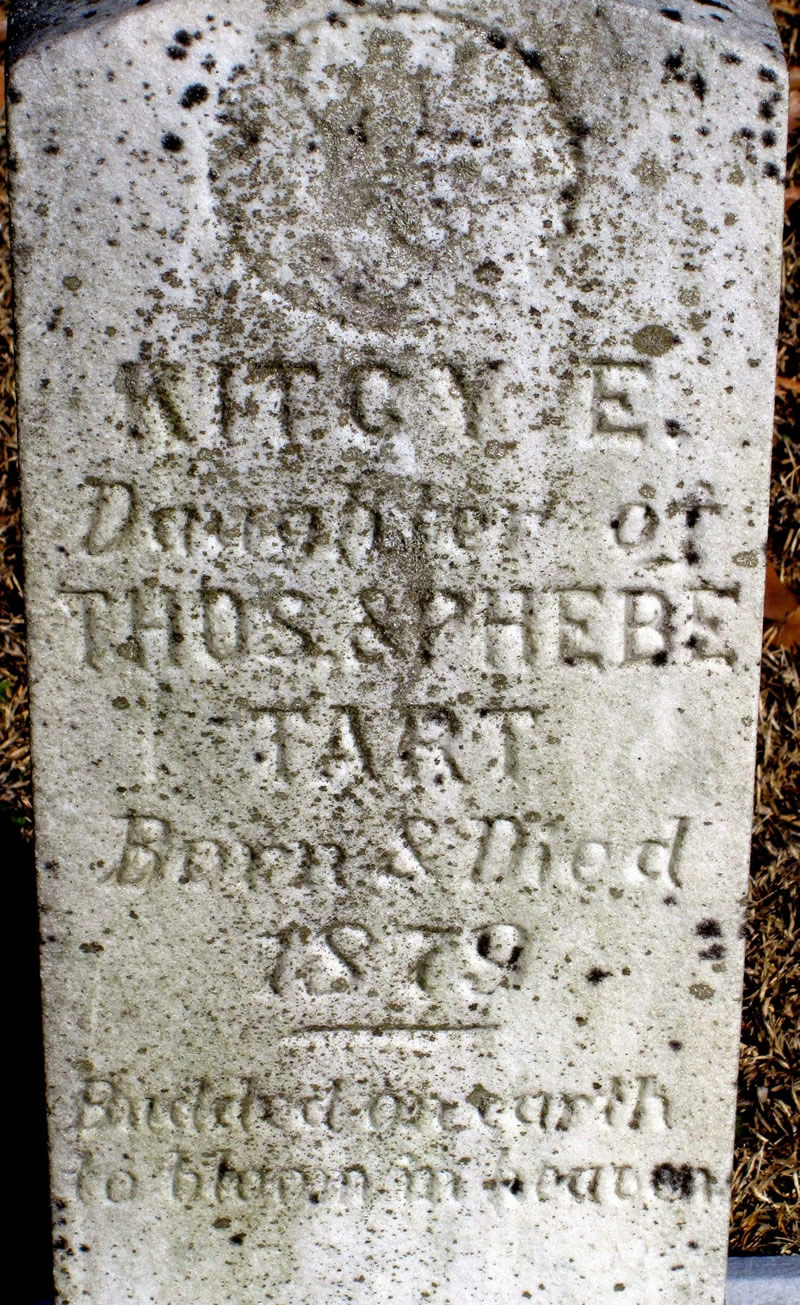 KITCY E.
Daughter of
THOS. & PHEBE
TART
Born & Died
1879
Budded on earth
to bloom in heaven